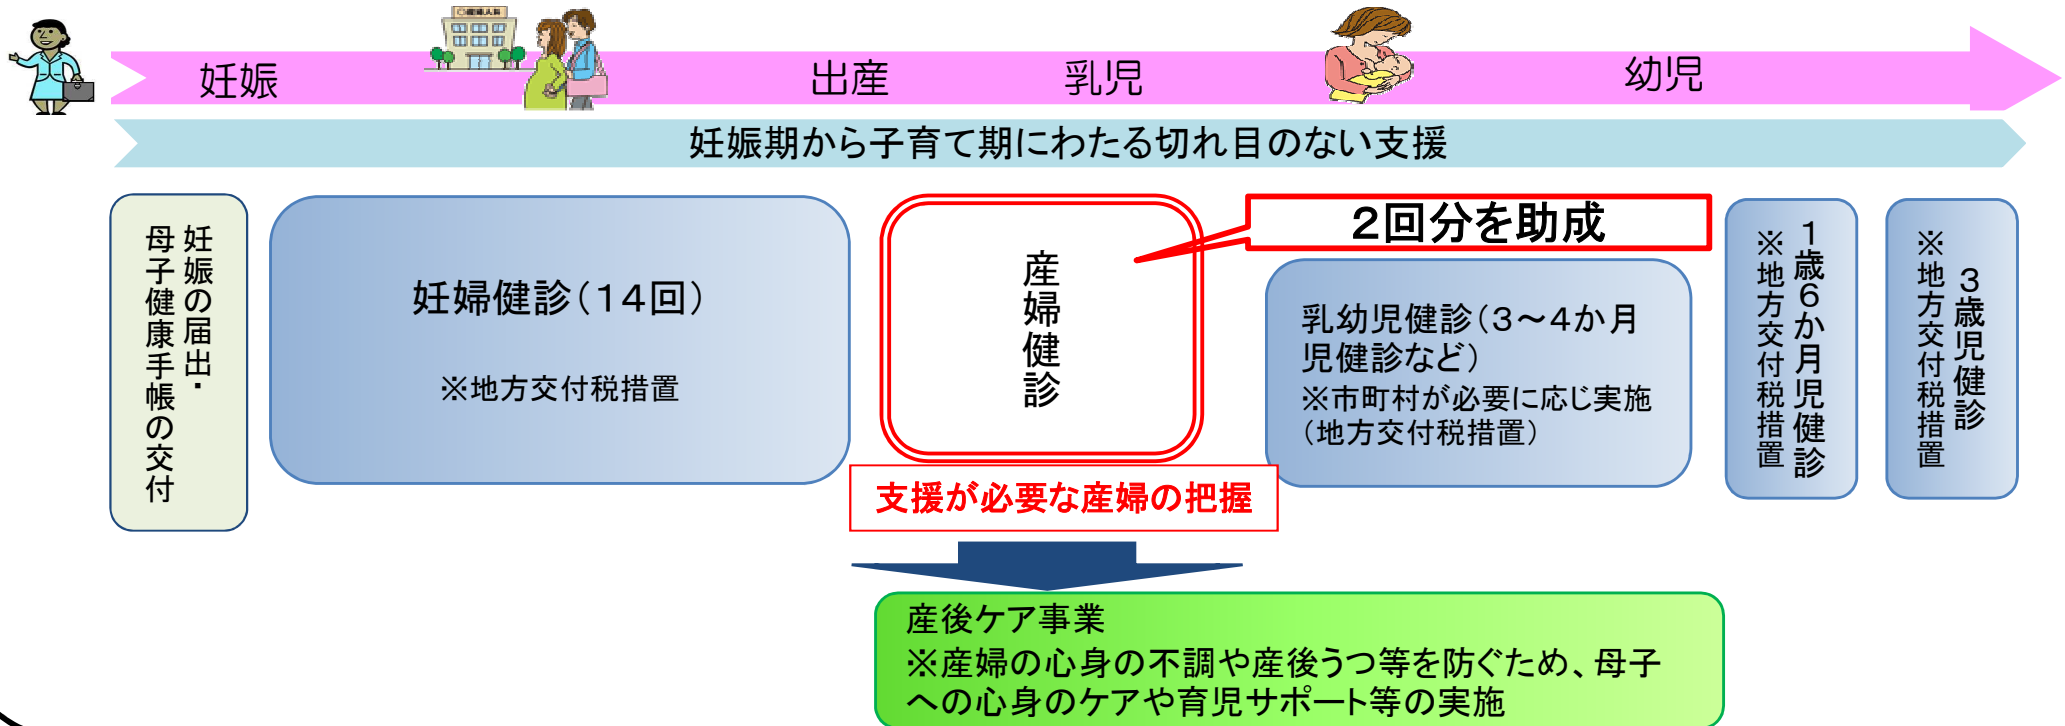 産婦人科
妊娠
出産
乳児
幼児
妊娠期から子育て期にわたる切れ目のない支援
妊娠の届出・
母子健康手帳の交付
妊婦健診（１４回）
※地方交付税措置
産婦健診
２回分を助成
乳幼児健診（３～４か月
児健診など）
※市町村が必要に応じ実施
（地方交付税措置）
１歳６か月児健診
※地方交付税措置
３歳児健診
※地方交付税措置
支援が必要な産婦の把握
産後ケア事業
※産婦の心身の不調や産後うつ等を防ぐため、母子
への心身のケアや育児サポート等の実施